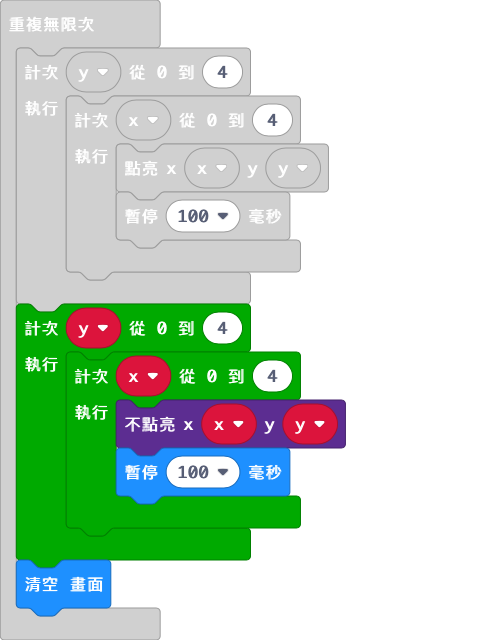 重複無限次
計次 y 從 0 到 4
執行
計次 x 從 0 到 4
執行
點亮 x x y y
暫停 100 毫秒
計次 y 從 0 到 4
執行
計次 x 從 0 到 4
執行
不點亮 x x y y
暫停 100 毫秒
清空 畫面